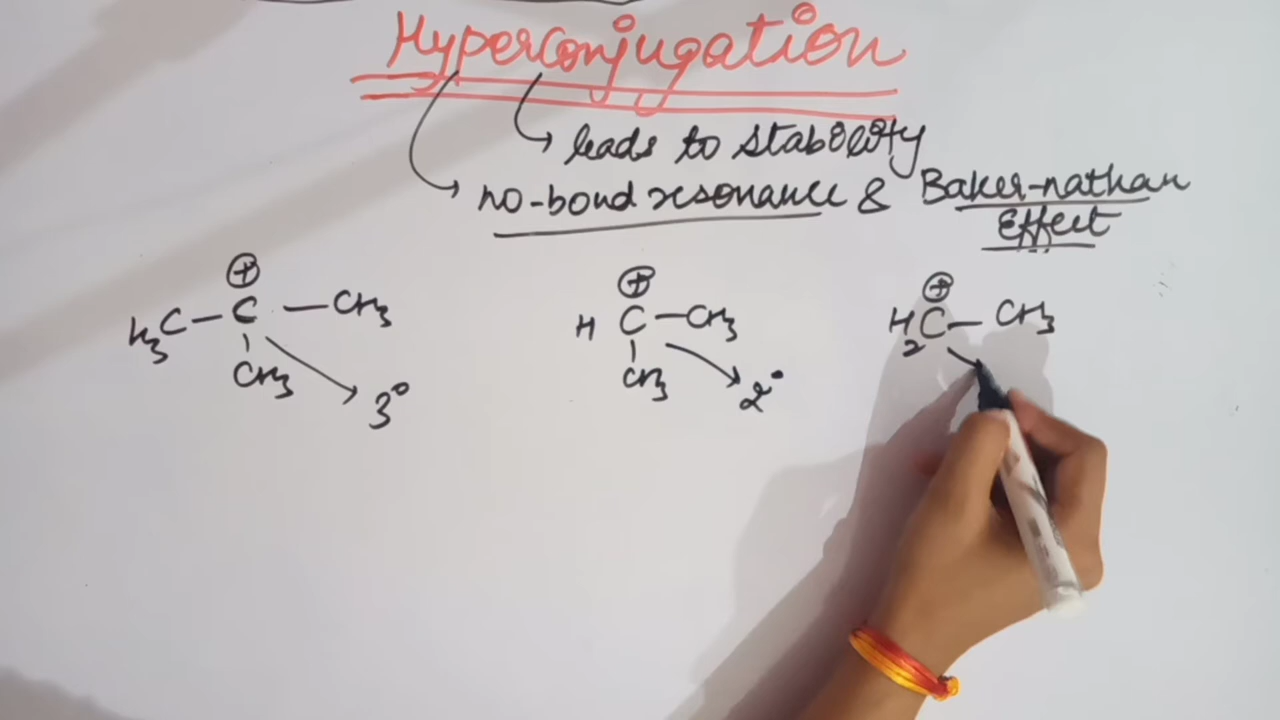 Hyperconjugation
leads to stability
no-bond resonance & Baker-nathan
Effect
⊕ ⊕ ⊕
H₃C — C — CH₃ H C — CH₃ H₂C — CH₃
CH₃ CH₃
3° 2°